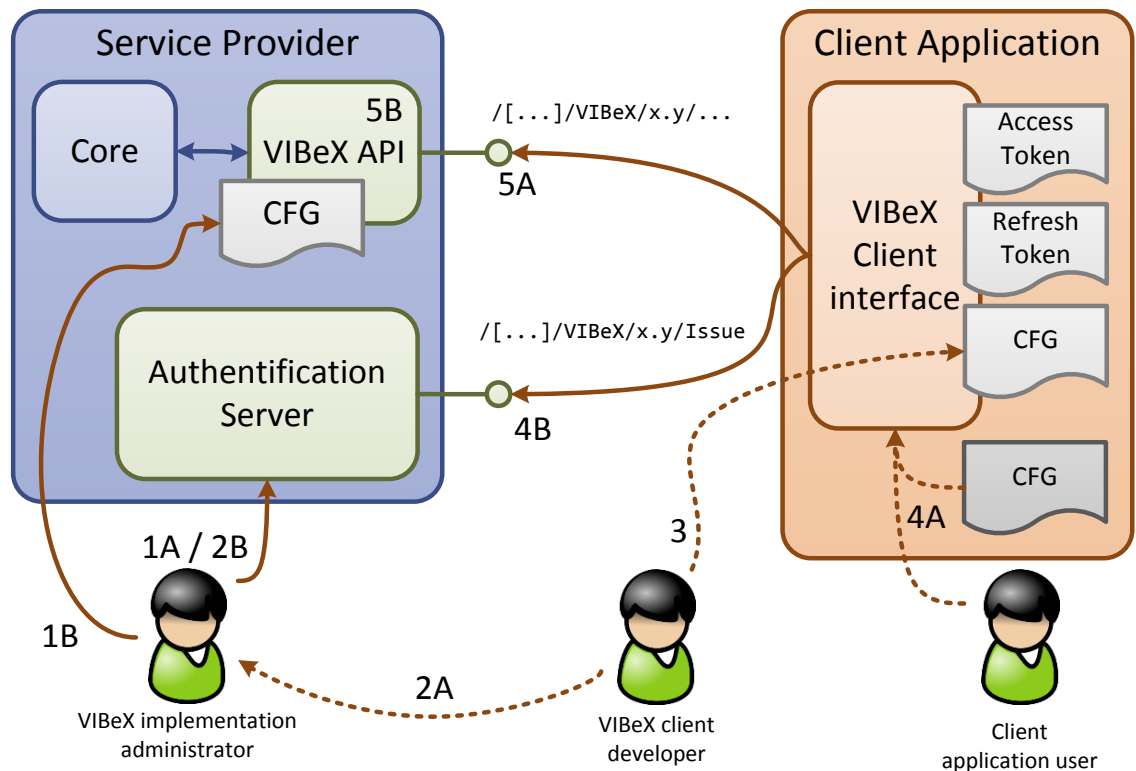 Service Provider
Core
5B
VIBeX API
CFG
Authentification
Server
/[...]/VIBeX/x.y/...
5A
/[...]/VIBeX/x.y/Issue
4B
Client Application
VIBeX
Client
interface
Access
Token
Refresh
Token
CFG
CFG
4A
3
1A / 2B
1B
2A
VIBeX implementation
administrator
VIBeX client
developer
Client
application user